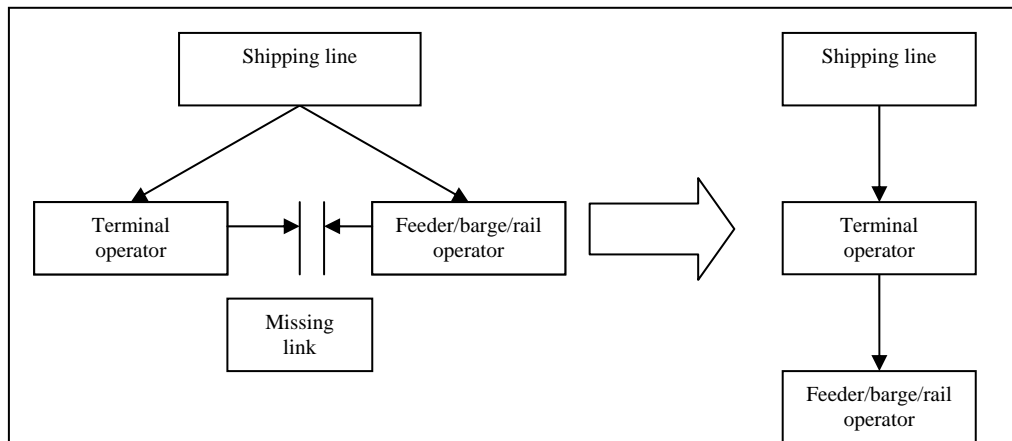 Shipping line
Terminal
operator
Feeder/barge/rail
operator
Missing
link
Shipping line
Terminal
operator
Feeder/barge/rail
operator